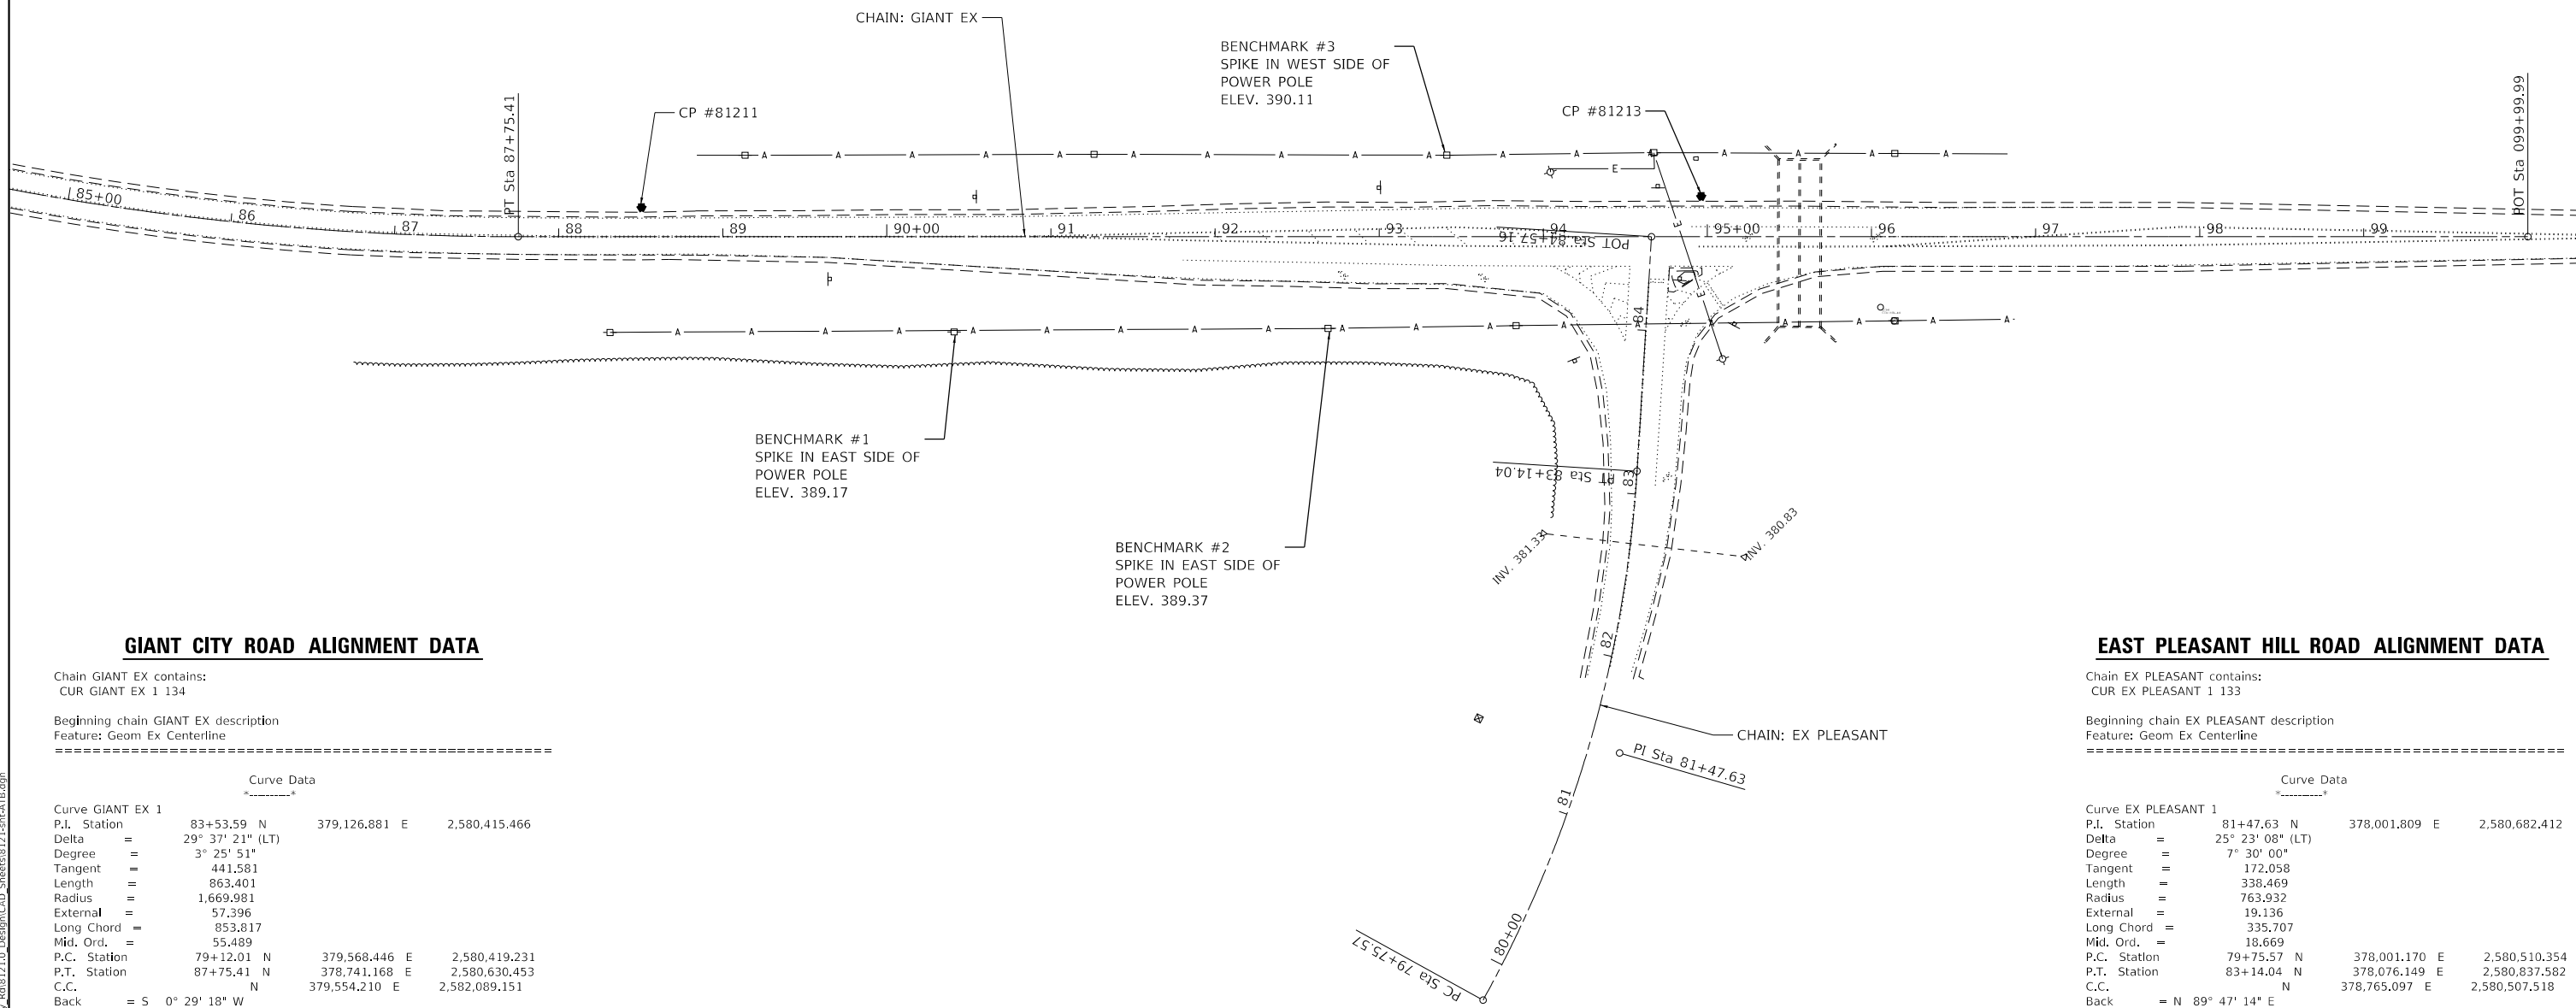 CHAIN: GIANT EX
BENCHMARK #3
SPIKE IN WEST SIDE OF
POWER POLE
ELEV. 390.11
CP #81211
CP #81213
PT Sta 87+75.41
POT Sta 099+99.99
85+00
86
87
88
89
90+00
91
92
93
94
95+00
96
97
98
99
POT Sta 84+57.16
84
83
PT Sta 83+14.04
BENCHMARK #1
SPIKE IN EAST SIDE OF
POWER POLE
ELEV. 389.17
BENCHMARK #2
SPIKE IN EAST SIDE OF
POWER POLE
ELEV. 389.37
INV. 381.33
INV. 380.83
82
CHAIN: EX PLEASANT
PI Sta 81+47.63
81
80+00
PC Sta 79+75.57
GIANT CITY ROAD ALIGNMENT DATA
Chain GIANT EX contains:
CUR GIANT EX 1 134
Beginning chain GIANT EX description
Feature: Geom Ex Centerline
====================================================
Curve Data
*----------*
Curve GIANT EX 1
P.I. Station 83+53.59 N 379,126.881 E 2,580,415.466
Delta = 29° 37' 21" (LT)
Degree = 3° 25' 51"
Tangent = 441.581
Length = 863.401
Radius = 1,669.981
External = 57.396
Long Chord = 853.817
Mid. Ord. = 55.489
P.C. Station 79+12.01 N 379,568.446 E 2,580,419.231
P.T. Station 87+75.41 N 378,741.168 E 2,580,630.453
C.C. N 379,554.210 E 2,582,089.151
Back = S 0° 29' 18" W
EAST PLEASANT HILL ROAD ALIGNMENT DATA
Chain EX PLEASANT contains:
CUR EX PLEASANT 1 133
Beginning chain EX PLEASANT description
Feature: Geom Ex Centerline
==================================================
Curve Data
*----------*
Curve EX PLEASANT 1
P.I. Station 81+47.63 N 378,001.809 E 2,580,682.412
Delta = 25° 23' 08" (LT)
Degree = 7° 30' 00"
Tangent = 172.058
Length = 338.469
Radius = 763.932
External = 19.136
Long Chord = 335.707
Mid. Ord. = 18.669
P.C. Station 79+75.57 N 378,001.170 E 2,580,510.354
P.T. Station 83+14.04 N 378,076.149 E 2,580,837.582
C.C. N 378,765.097 E 2,580,507.518
Back = N 89° 47' 14" E